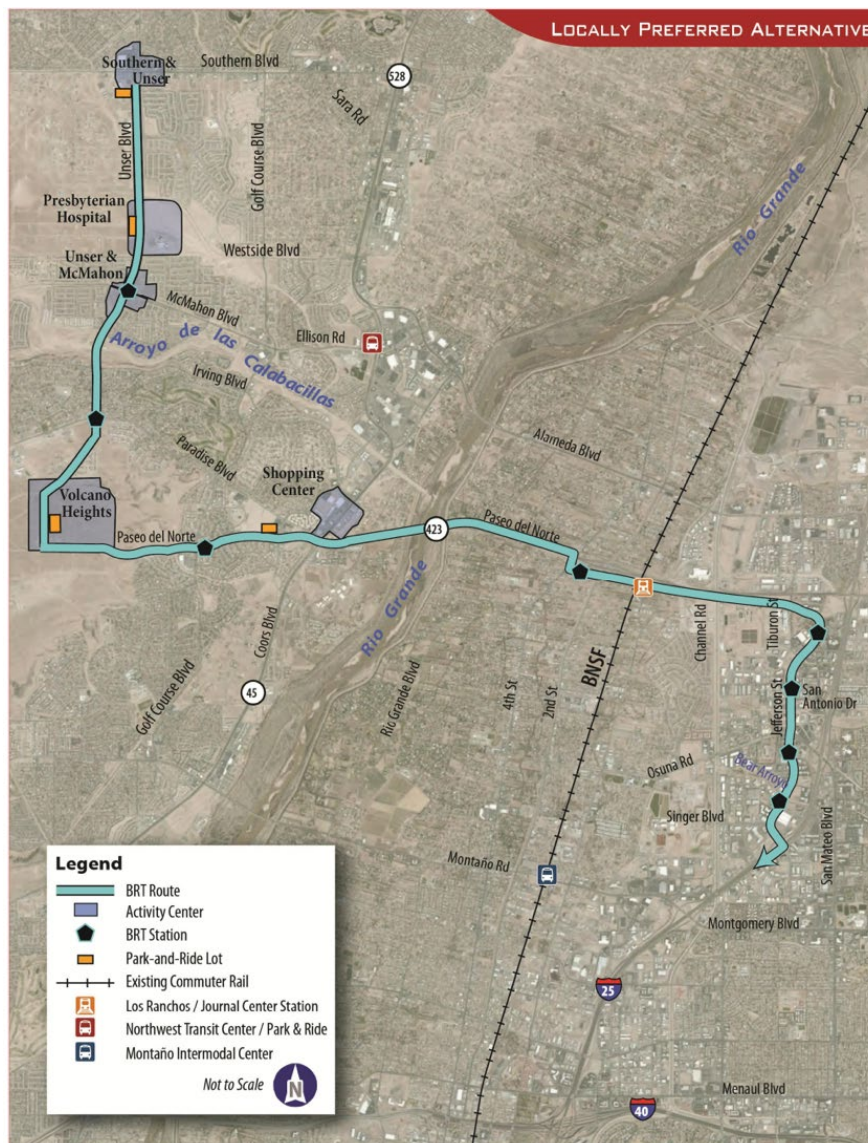 LOCALLY PREFERRED ALTERNATIVE
Southern &
Unser
Southern Blvd
528
Sara Rd
Unser Blvd
Golf Course Blvd
Rio Grande
Presbyterian
Hospital
Westside Blvd
Unser &
McMahon
McMahon Blvd
Ellison Rd
Arroyo de las Calabacillas
Irving Blvd
Alameda Blvd
Paradise Blvd
Shopping
Center
Volcano
Heights
Paseo del Norte
423
Paseo del Norte
Rio Grande
Channel Rd
Tiburon St
BNSF
Coors Blvd
Golf Course Blvd
45
Rio Grande Blvd
4th St
2nd St
Jefferson St
San
Antonio Dr
Osuna Rd
Bear Arroyo
Singer Blvd
San Mateo Blvd
Montaño Rd
Montgomery Blvd
25
Menaul Blvd
40
Legend
BRT Route
Activity Center
BRT Station
Park-and-Ride Lot
Existing Commuter Rail
Los Ranchos / Journal Center Station
Northwest Transit Center / Park & Ride
Montaño Intermodal Center
Not to Scale
N